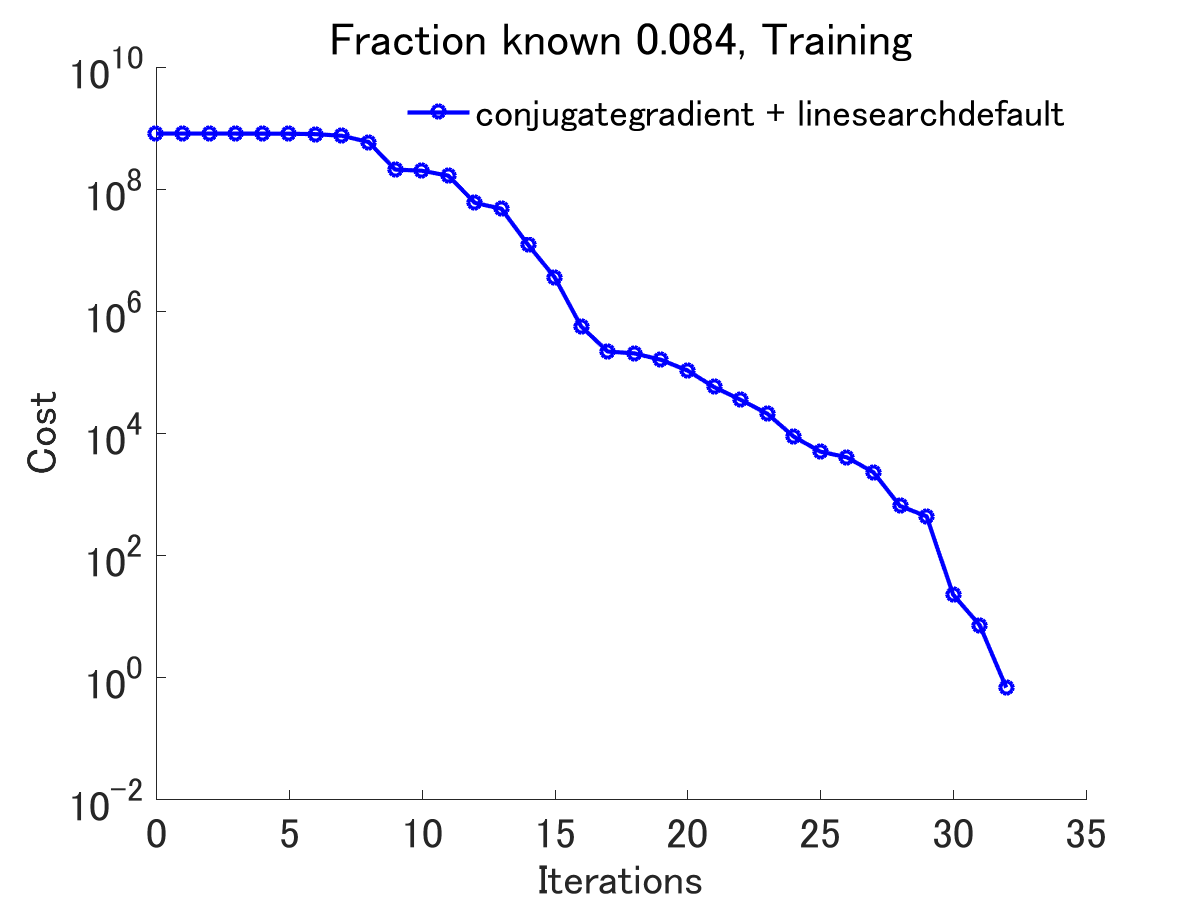 Fraction known 0.084, Training
conjugategradient + linesearchdefault
Cost
10^10
10^8
10^6
10^4
10^2
10^0
10^-2
0 5 10 15 20 25 30 35
Iterations